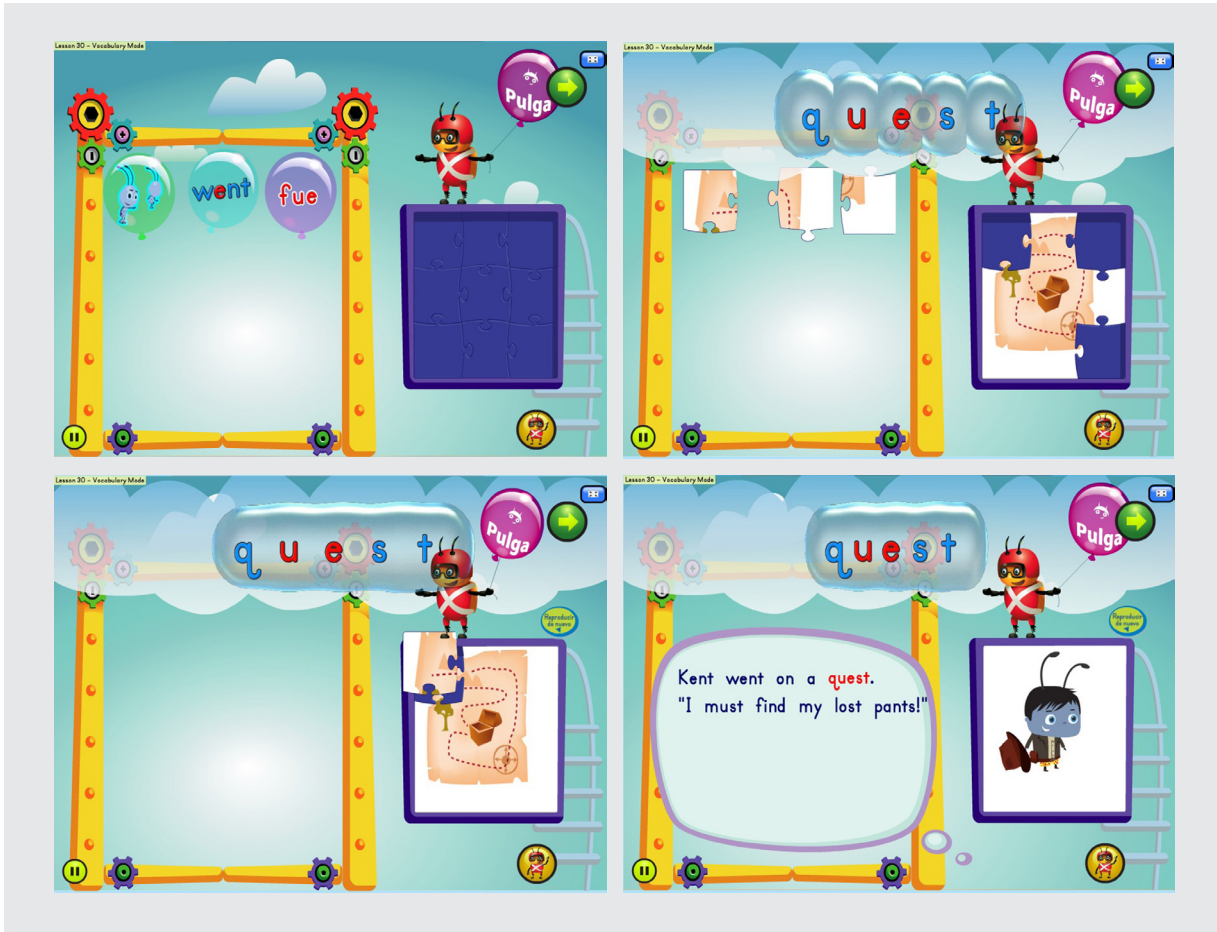 Lesson 30 - Vocabulary Mode
Pulga
went
fue
Lesson 30 - Vocabulary Mode
Pulga
q u e s t
Lesson 30 - Vocabulary Mode
Pulga
q u e s t
Reproducir
de nuevo
Lesson 30 - Vocabulary Mode
Pulga
quest
Reproducir
de nuevo
Kent went on a quest.
"I must find my lost pants!"